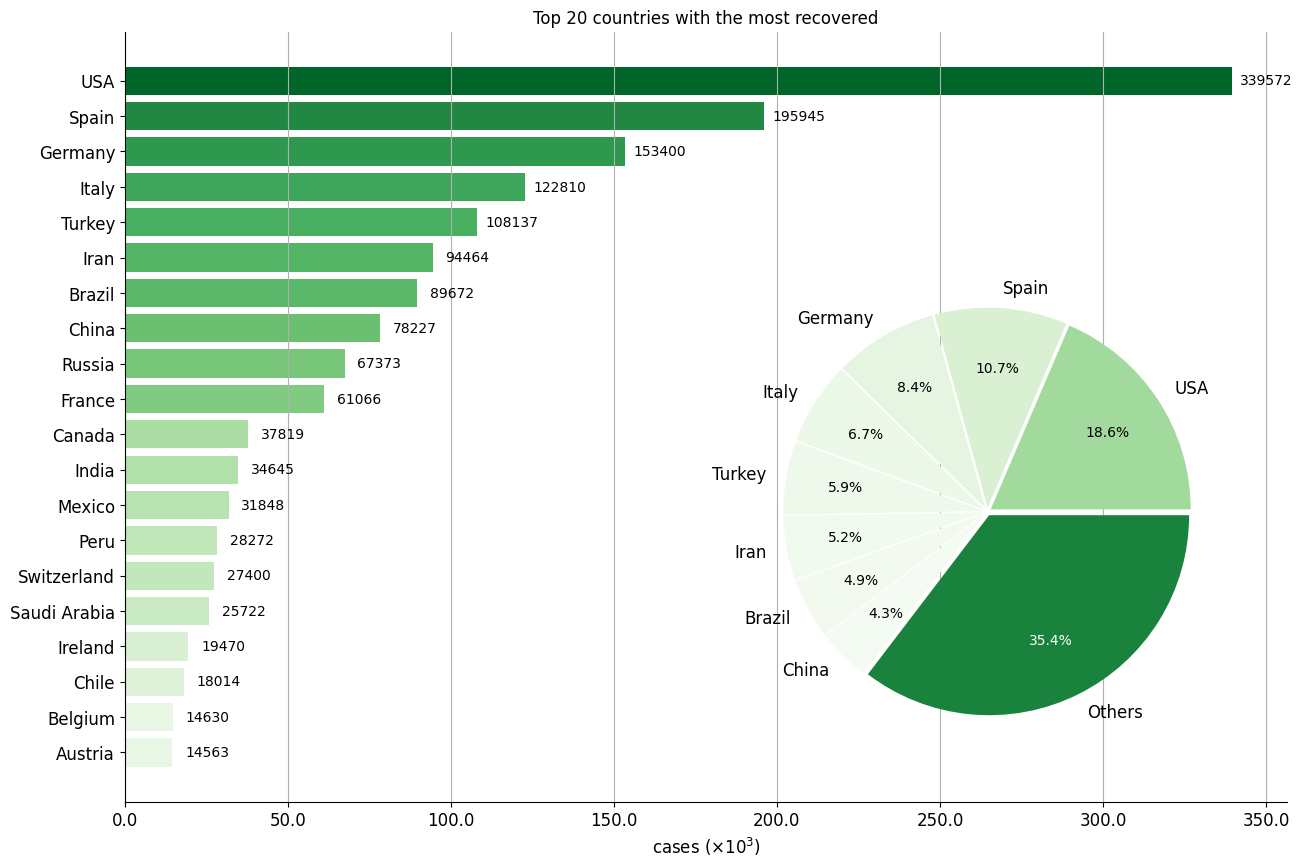 Top 20 countries with the most recovered
USA 339572
Spain 195945
Germany 153400
Italy 122810
Turkey 108137
Iran 94464
Brazil 89672
China 78227
Russia 67373
France 61066
Canada 37819
India 34645
Mexico 31848
Peru 28272
Switzerland 27400
Saudi Arabia 25722
Ireland 19470
Chile 18014
Belgium 14630
Austria 14563
0.0 50.0 100.0 150.0 200.0 250.0 300.0 350.0
cases (×10³)
USA 18.6%
Spain 10.7%
Germany 8.4%
Italy 6.7%
Turkey 5.9%
Iran 5.2%
Brazil 4.9%
China 4.3%
Others 35.4%